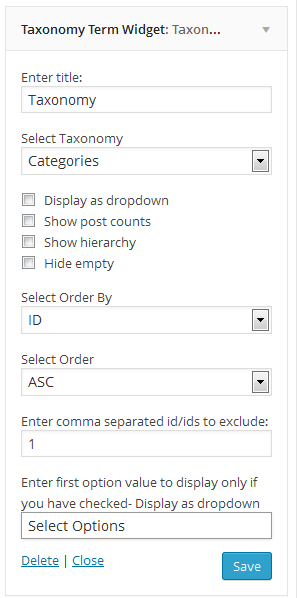 Taxonomy Term Widget: Taxon...
Enter title:
Taxonomy
Select Taxonomy
Categories
Display as dropdown
Show post counts
Show hierarchy
Hide empty
Select Order By
ID
Select Order
ASC
Enter comma separated id/ids to exclude:
1
Enter first option value to display only if
you have checked- Display as dropdown
Select Options
Delete | Close
Save